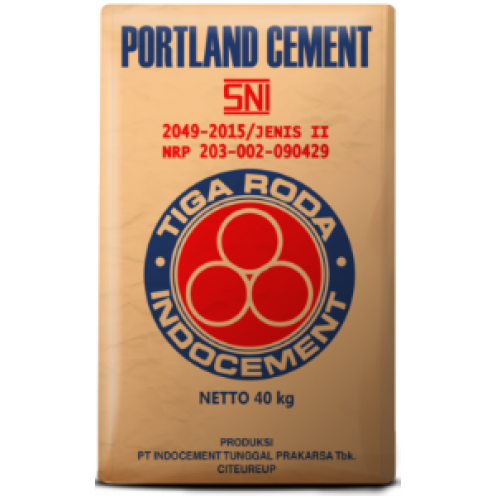 PORTLAND CEMENT
SNI
2049-2015/JENIS II
NRP 203-002-090429
TIGA RODA
INDOCEMENT
NETTO 40 kg
PRODUKSI
PT INDOCEMENT TUNGGAL PRAKARSA Tbk.
CITEUREUP